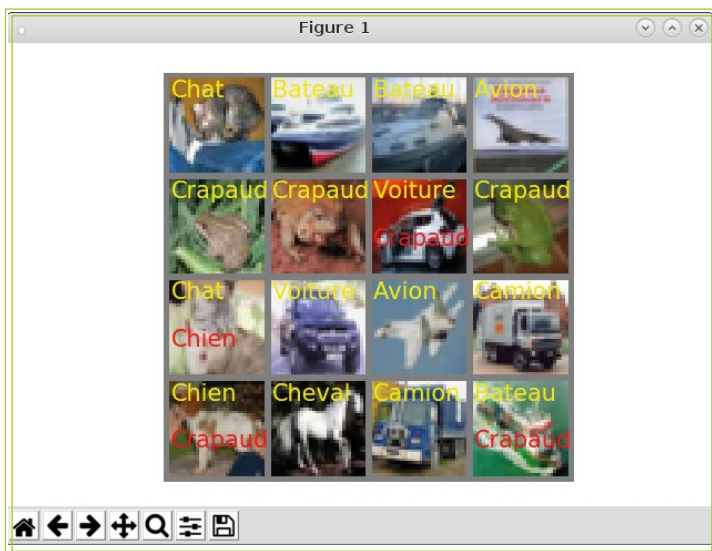 Figure 1
Chat Bateau Bateau Avion
Crapaud Crapaud Voiture Crapaud
Crapaud
Chat Voiture Avion Camion
Chien
Chien Cheval Camion Bateau
Crapaud Crapaud